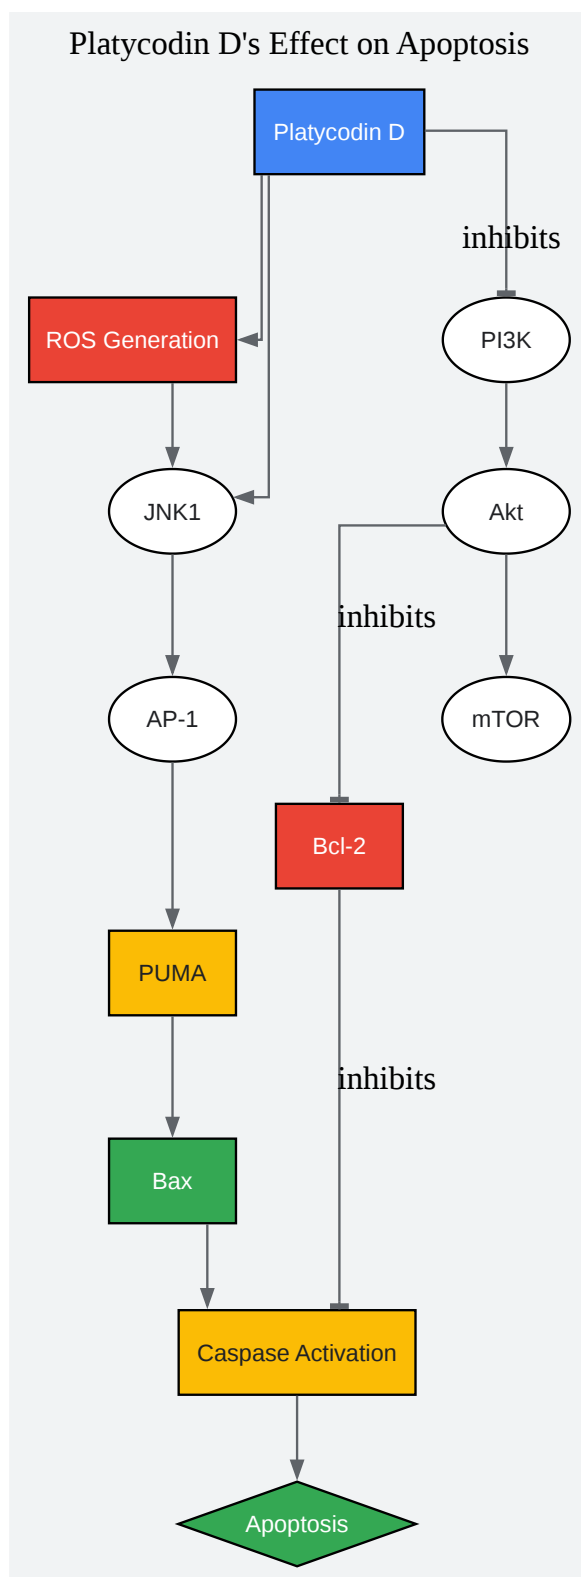 Platycodin D's Effect on Apoptosis
Platycodin D
inhibits
ROS Generation
PI3K
JNK1
Akt
inhibits
AP-1
mTOR
Bcl-2
PUMA
inhibits
Bax
Caspase Activation
Apoptosis